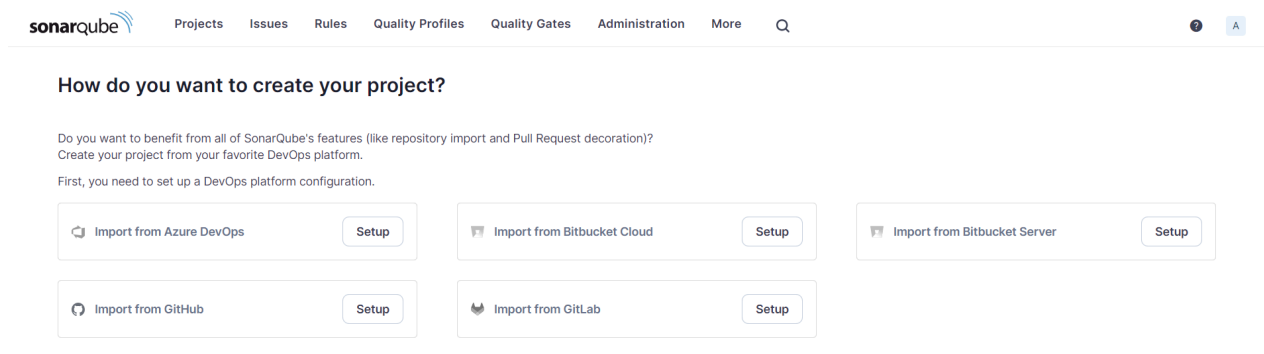 sonarqube Projects Issues Rules Quality Profiles Quality Gates Administration More ? A
How do you want to create your project?
Do you want to benefit from all of SonarQube's features (like repository import and Pull Request decoration)?
Create your project from your favorite DevOps platform.
First, you need to set up a DevOps platform configuration.
Import from Azure DevOps Setup Import from Bitbucket Cloud Setup Import from Bitbucket Server Setup
Import from GitHub Setup Import from GitLab Setup